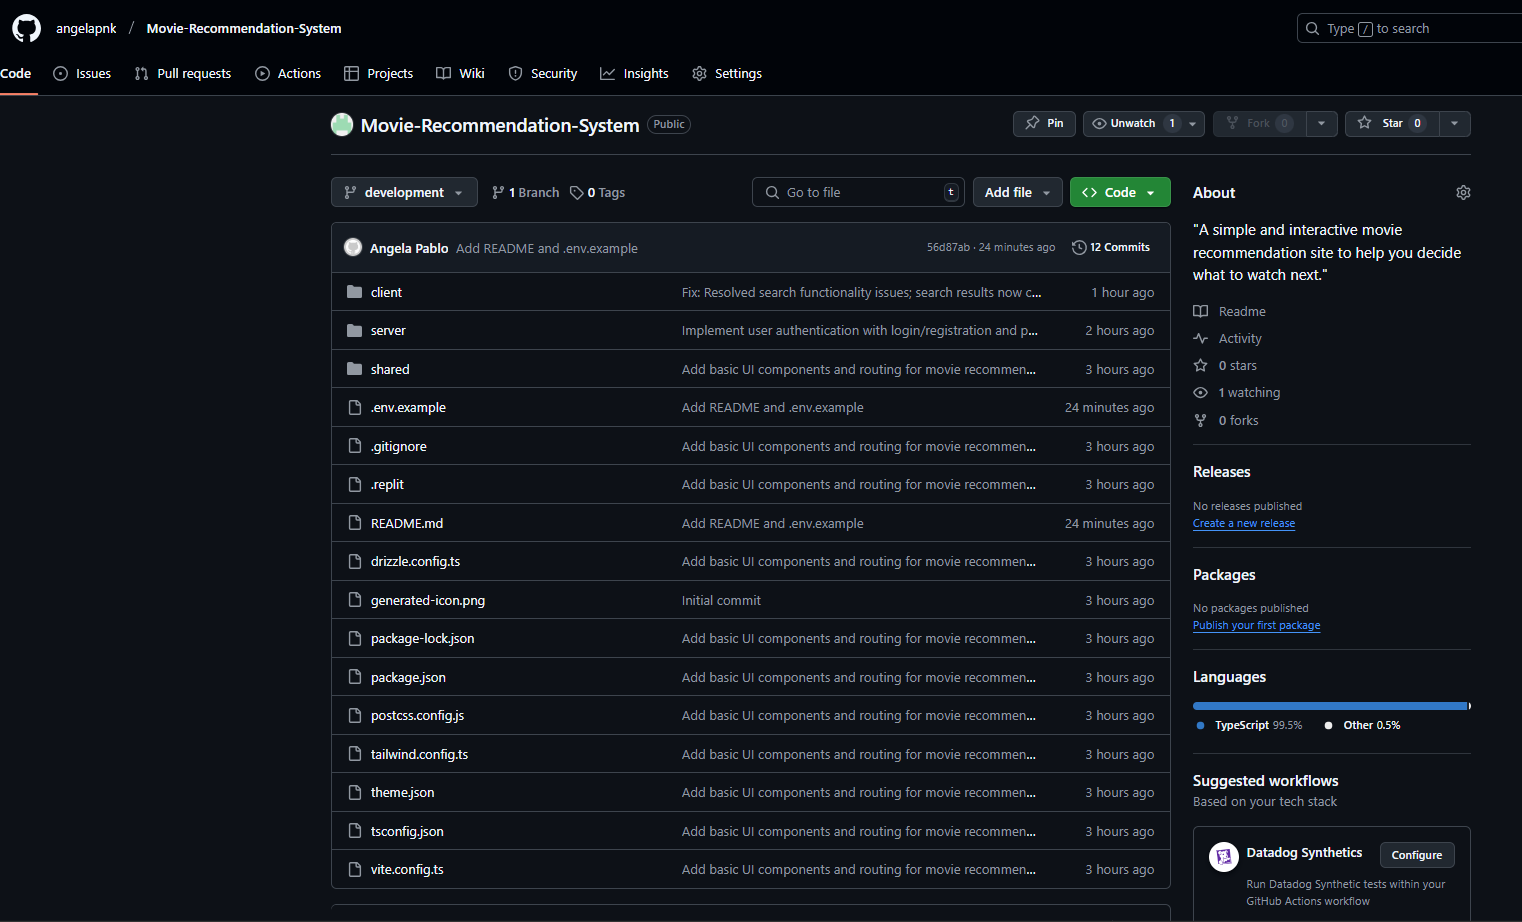 angelapnk / Movie-Recommendation-System
Type / to search
Code Issues Pull requests Actions Projects Wiki Security Insights Settings
Movie-Recommendation-System Public
Pin Unwatch 1 Fork 0 Star 0
development 1 Branch 0 Tags
Go to file t Add file Code
Angela Pablo Add README and .env.example 56d87ab · 24 minutes ago 12 Commits
client Fix: Resolved search functionality issues; search results now c... 1 hour ago
server Implement user authentication with login/registration and p... 2 hours ago
shared Add basic UI components and routing for movie recommen... 3 hours ago
.env.example Add README and .env.example 24 minutes ago
.gitignore Add basic UI components and routing for movie recommen... 3 hours ago
.replit Add basic UI components and routing for movie recommen... 3 hours ago
README.md Add README and .env.example 24 minutes ago
drizzle.config.ts Add basic UI components and routing for movie recommen... 3 hours ago
generated-icon.png Initial commit 3 hours ago
package-lock.json Add basic UI components and routing for movie recommen... 3 hours ago
package.json Add basic UI components and routing for movie recommen... 3 hours ago
postcss.config.js Add basic UI components and routing for movie recommen... 3 hours ago
tailwind.config.ts Add basic UI components and routing for movie recommen... 3 hours ago
theme.json Add basic UI components and routing for movie recommen... 3 hours ago
tsconfig.json Add basic UI components and routing for movie recommen... 3 hours ago
vite.config.ts Add basic UI components and routing for movie recommen... 3 hours ago
About
"A simple and interactive movie
recommendation site to help you decide
what to watch next."
Readme
Activity
0 stars
1 watching
0 forks
Releases
No releases published
Create a new release
Packages
No packages published
Publish your first package
Languages
TypeScript 99.5% Other 0.5%
Suggested workflows
Based on your tech stack
Datadog Synthetics Configure
Run Datadog Synthetic tests within your
GitHub Actions workflow